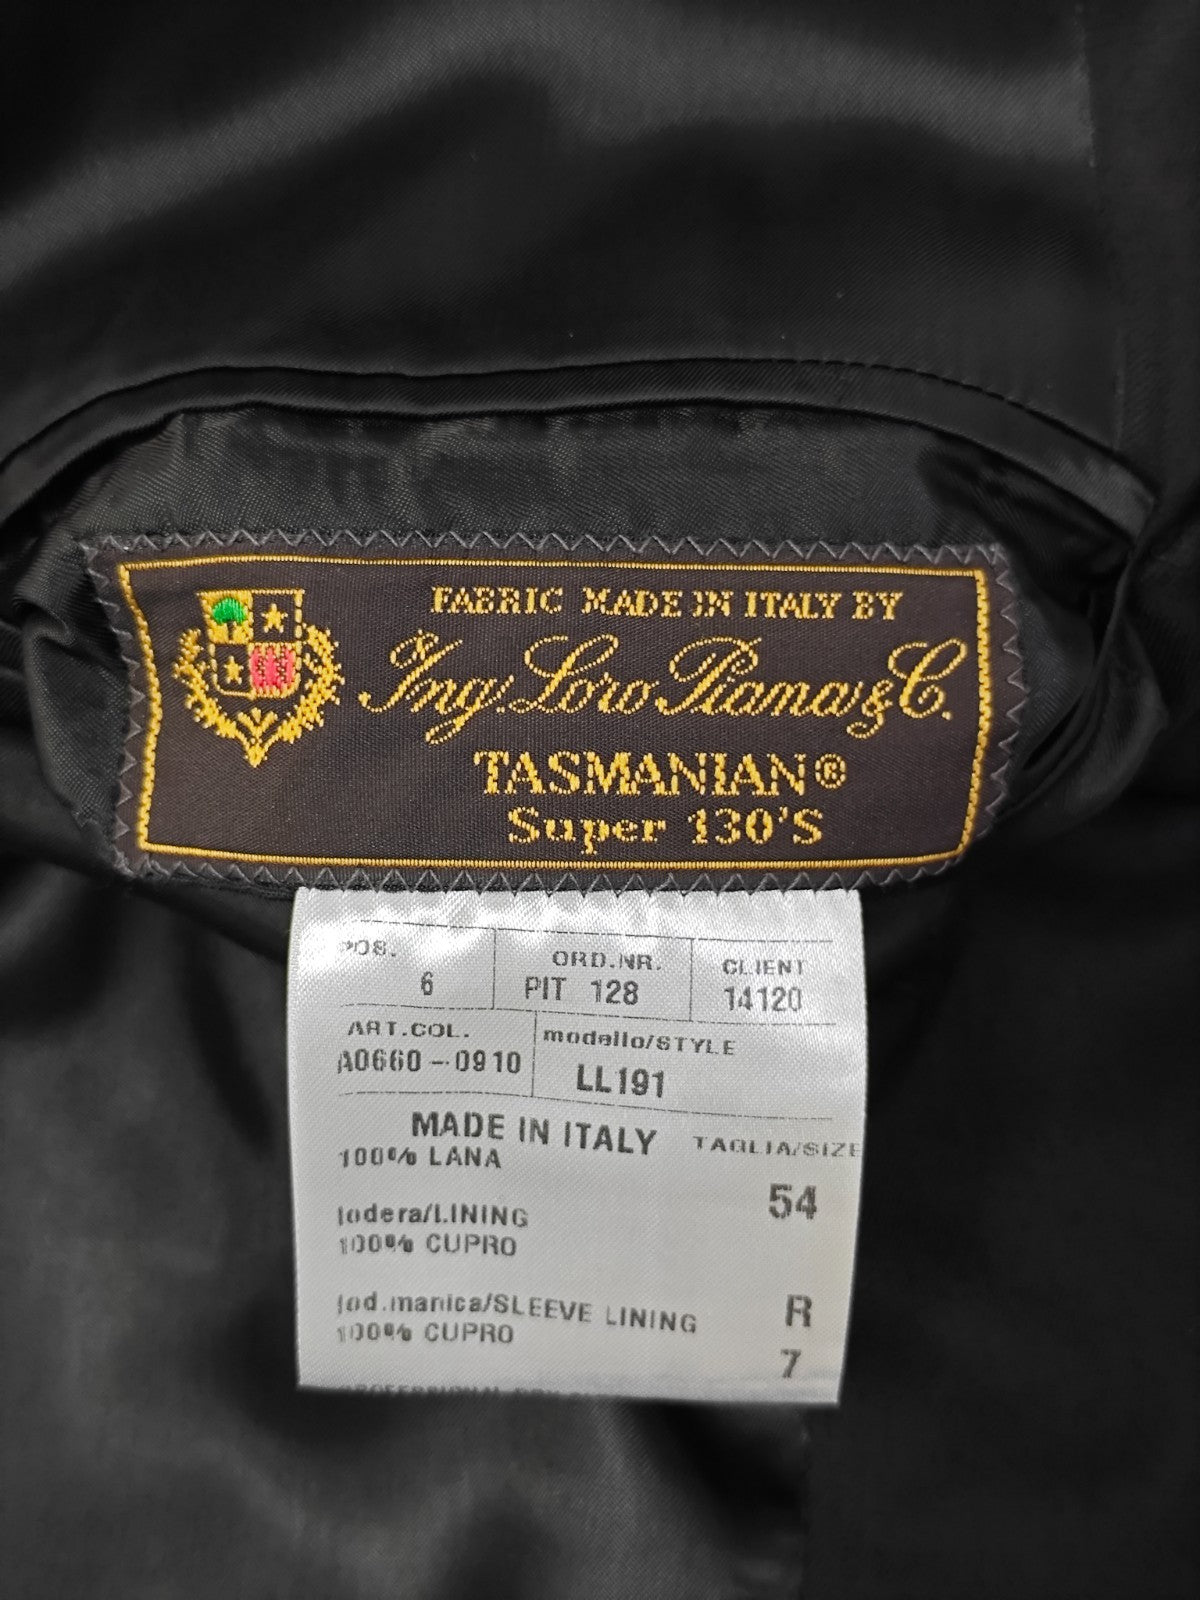 FABRIC MADE IN ITALY BY
Ing. Loro Piana & C.
TASMANIAN®
Super 130'S
POS. ORD.NR. CLIENT
6 PIT 128 14120
ART.COL. modello/STYLE
A0660-0910 LL191
MADE IN ITALY TAGLIA/SIZE
100% LANA
54
fodera/LINING
100% CUPRO
fod.manica/SLEEVE LINING R
100% CUPRO
7
PROFESSIONAL DRY